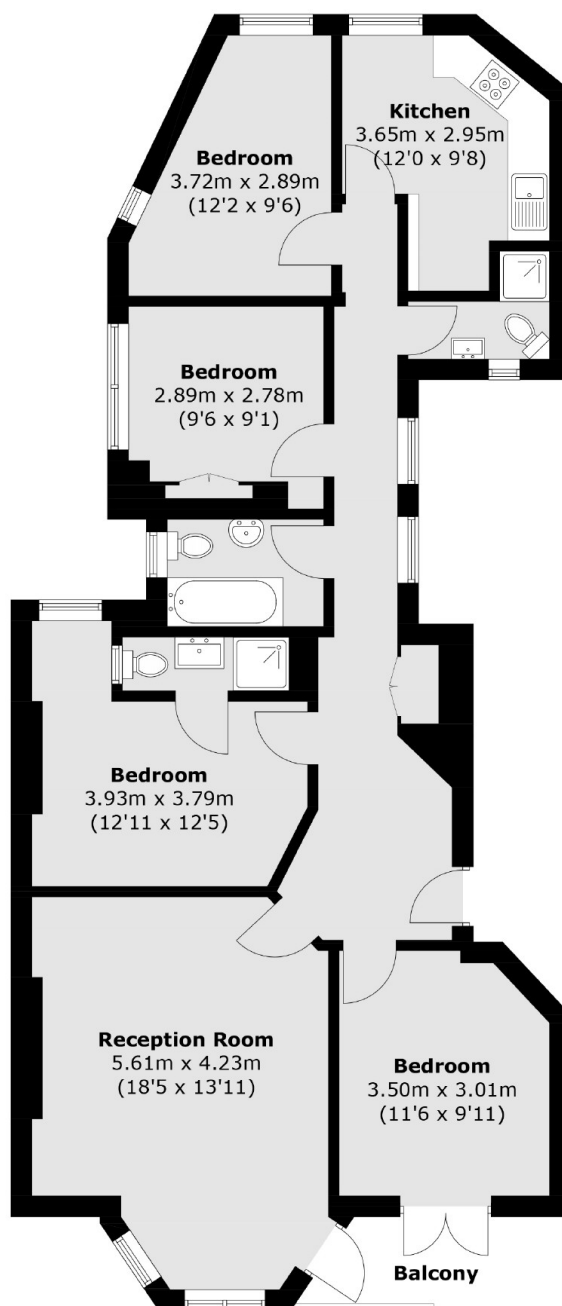 Kitchen
3.65m x 2.95m
(12'0 x 9'8)
Bedroom
3.72m x 2.89m
(12'2 x 9'6)
Bedroom
2.89m x 2.78m
(9'6 x 9'1)
Bedroom
3.93m x 3.79m
(12'11 x 12'5)
Reception Room
5.61m x 4.23m
(18'5 x 13'11)
Bedroom
3.50m x 3.01m
(11'6 x 9'11)
Balcony